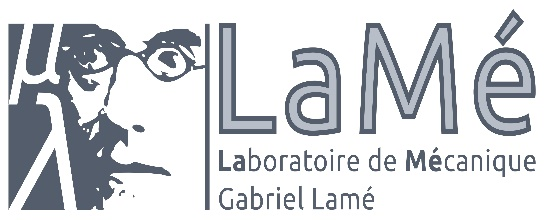 μ
λ
LaMé
Laboratoire de Mécanique
Gabriel Lamé